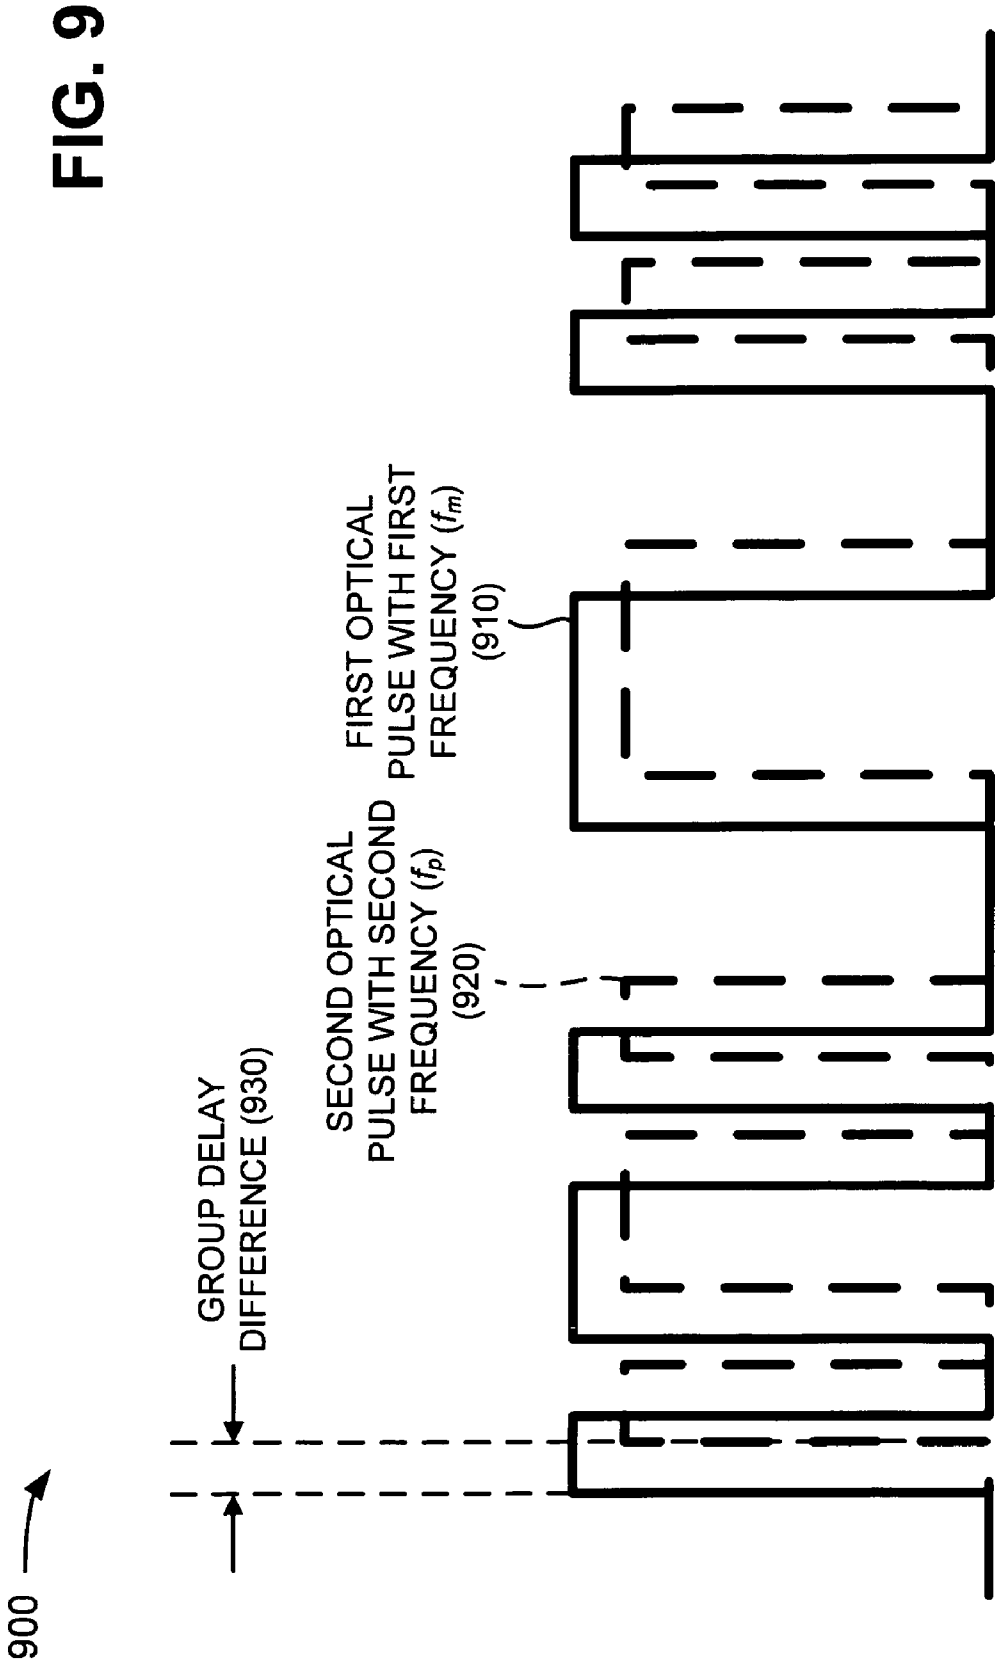 FIG. 9
900
GROUP DELAY
DIFFERENCE (930)
SECOND OPTICAL
PULSE WITH SECOND
FREQUENCY (fp)
(920)
FIRST OPTICAL
PULSE WITH FIRST
FREQUENCY (fm)
(910)